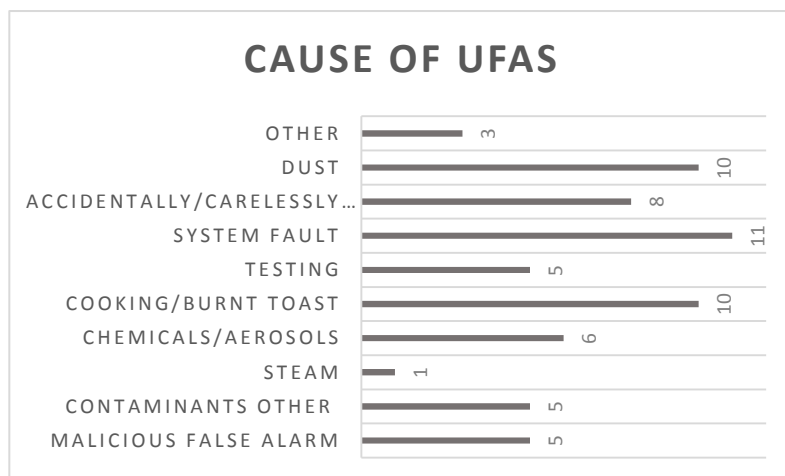 CAUSE OF UFAS
OTHER 3
DUST 10
ACCIDENTALLY/CARELESSLY… 8
SYSTEM FAULT 11
TESTING 5
COOKING/BURNT TOAST 10
CHEMICALS/AEROSOLS 6
STEAM 1
CONTAMINANTS OTHER 5
MALICIOUS FALSE ALARM 5